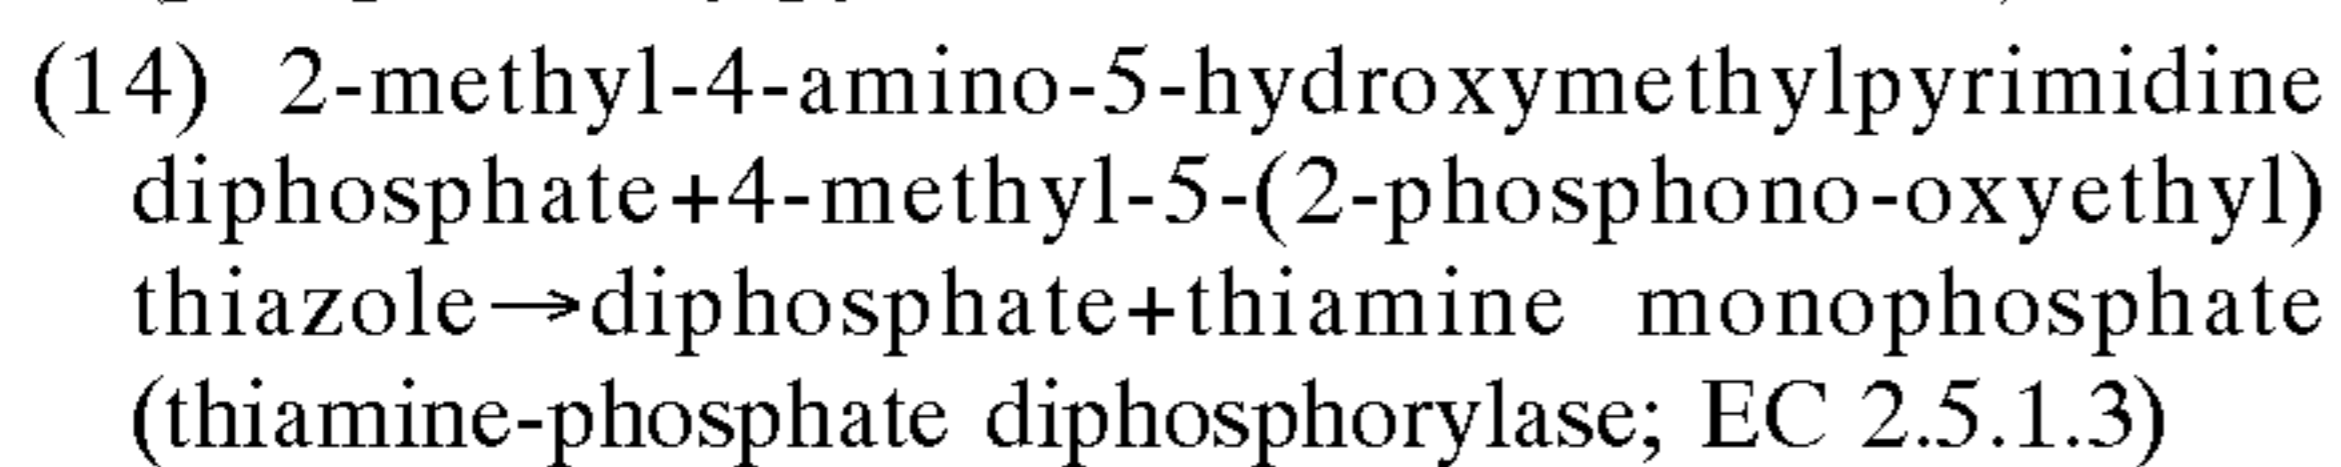 (14) 2-methyl-4-amino-5-hydroxymethylpyrimidine
diphosphate+4-methyl-5-(2-phosphono-oxyethyl)
thiazole→diphosphate+thiamine monophosphate
(thiamine-phosphate diphosphorylase; EC 2.5.1.3)